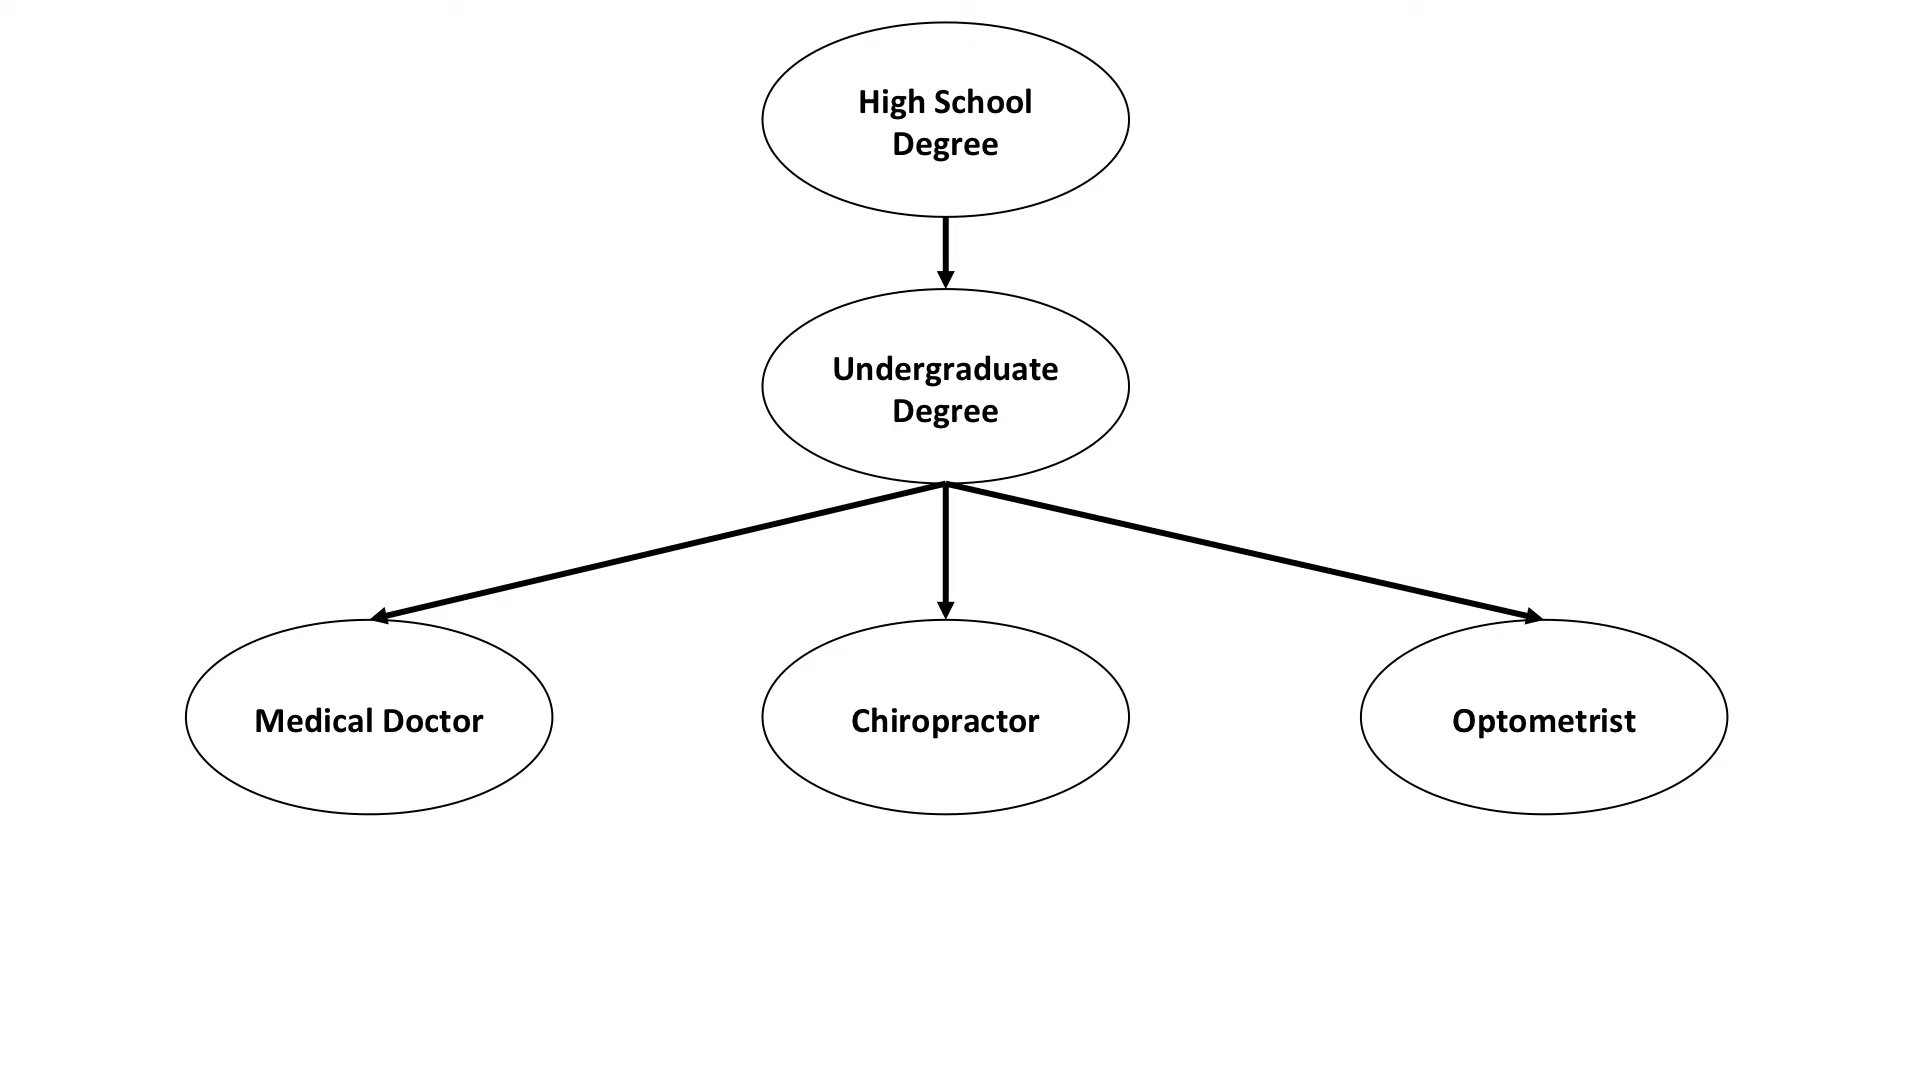 High School
Degree
Undergraduate
Degree
Medical Doctor
Chiropractor
Optometrist